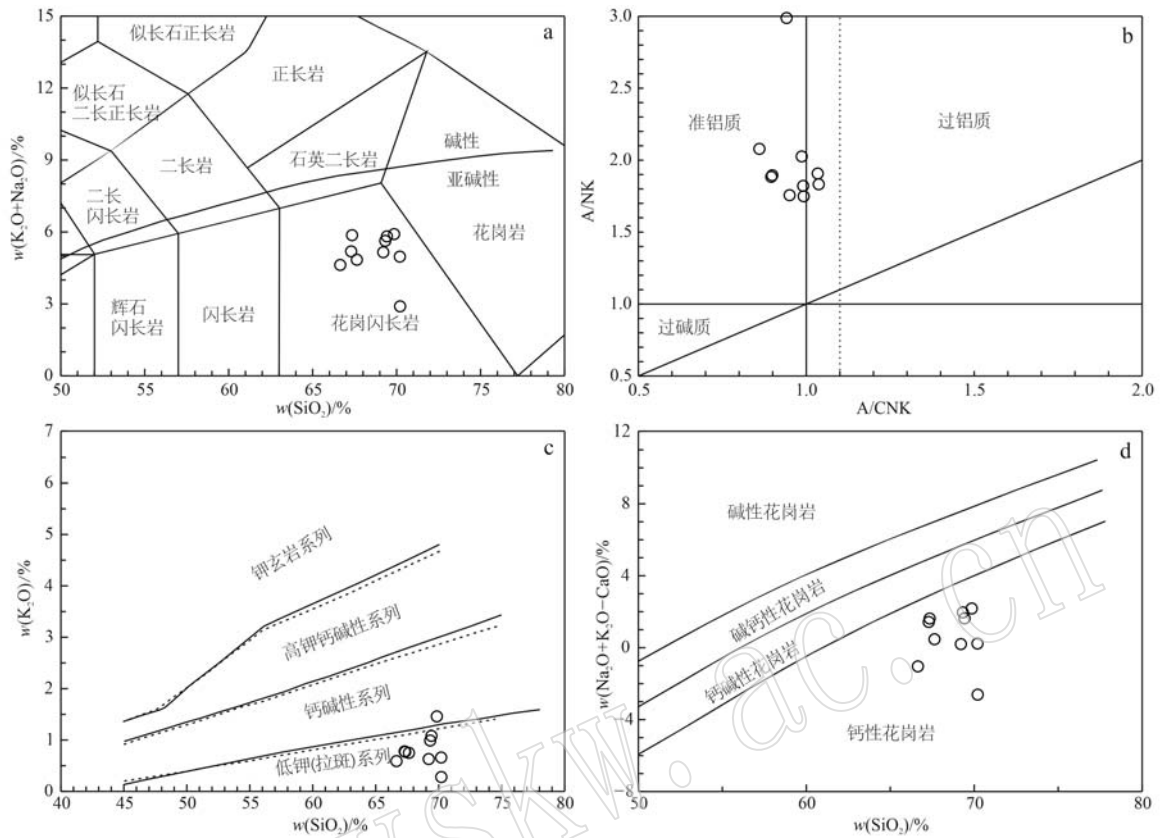 a
w(K₂O+Na₂O)/%
15
12
9
6
3
0
似长石正长岩
似长石
二长正长岩
正长岩
二长岩
石英二长岩
碱性
亚碱性
二长
闪长岩
花岗岩
辉石
闪长岩
闪长岩
花岗闪长岩
50 55 60 65 70 75 80
w(SiO₂)/%
b
A/NK
3.0
2.5
2.0
1.5
1.0
0.5
准铝质
过铝质
过碱质
0.5 1.0 1.5 2.0
A/CNK
c
w(K₂O)/%
7
6
5
4
3
2
1
0
钾玄岩系列
高钾钙碱性系列
钙碱性系列
低钾(拉斑)系列
40 45 50 55 60 65 70 75 80
w(SiO₂)/%
d
w(Na₂O+K₂O−CaO)/%
12
8
4
0
−4
−8
碱性花岗岩
碱钙性花岗岩
钙碱性花岗岩
钙性花岗岩
50 60 70 80
w(SiO₂)/%
yskw.ac.cn